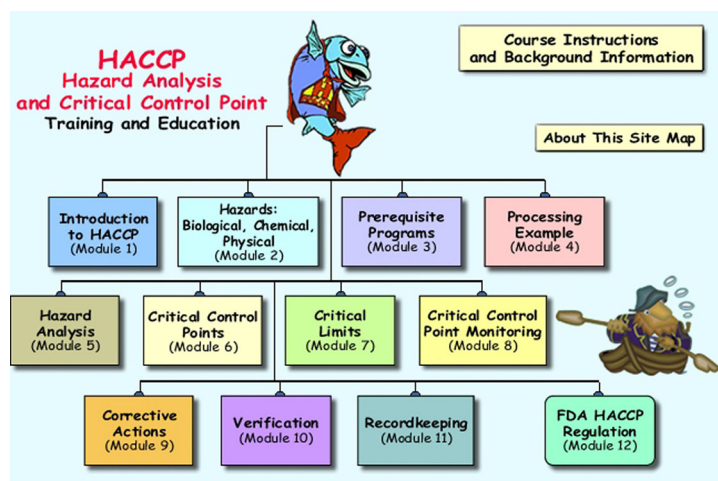 HACCP
Hazard Analysis
and Critical Control Point
Training and Education
Course Instructions
and Background Information
About This Site Map
Introduction
to HACCP
(Module 1)
Hazards:
Biological, Chemical,
Physical
(Module 2)
Prerequisite
Programs
(Module 3)
Processing
Example
(Module 4)
Hazard
Analysis
(Module 5)
Critical Control
Points
(Module 6)
Critical
Limits
(Module 7)
Critical Control
Point Monitoring
(Module 8)
Corrective
Actions
(Module 9)
Verification
(Module 10)
Recordkeeping
(Module 11)
FDA HACCP
Regulation
(Module 12)